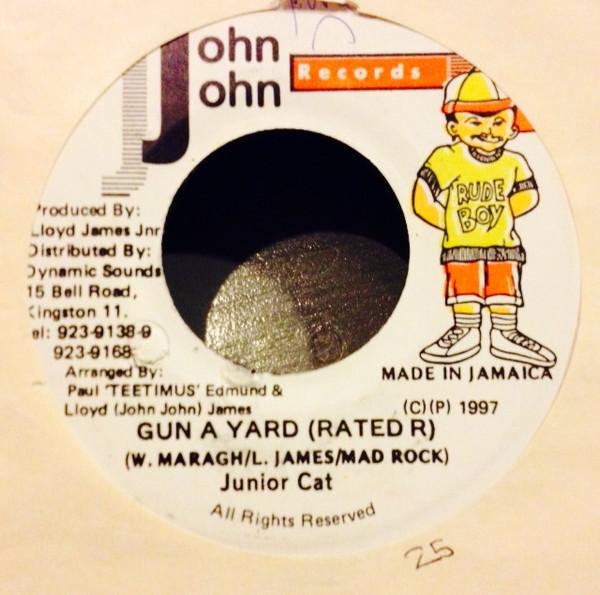 John John
Records
RUDE
BOY
Produced By:
Lloyd James Jnr
Distributed By:
Dynamic Sounds
15 Bell Road,
Kingston 11.
el: 923-9138-9
923-9168
Arranged By:
Paul 'TEETIMUS' Edmund &
Lloyd (John John) James
MADE IN JAMAICA
(C)(P) 1997
GUN A YARD (RATED R)
(W. MARAGH/L. JAMES/MAD ROCK)
Junior Cat
All Rights Reserved
25